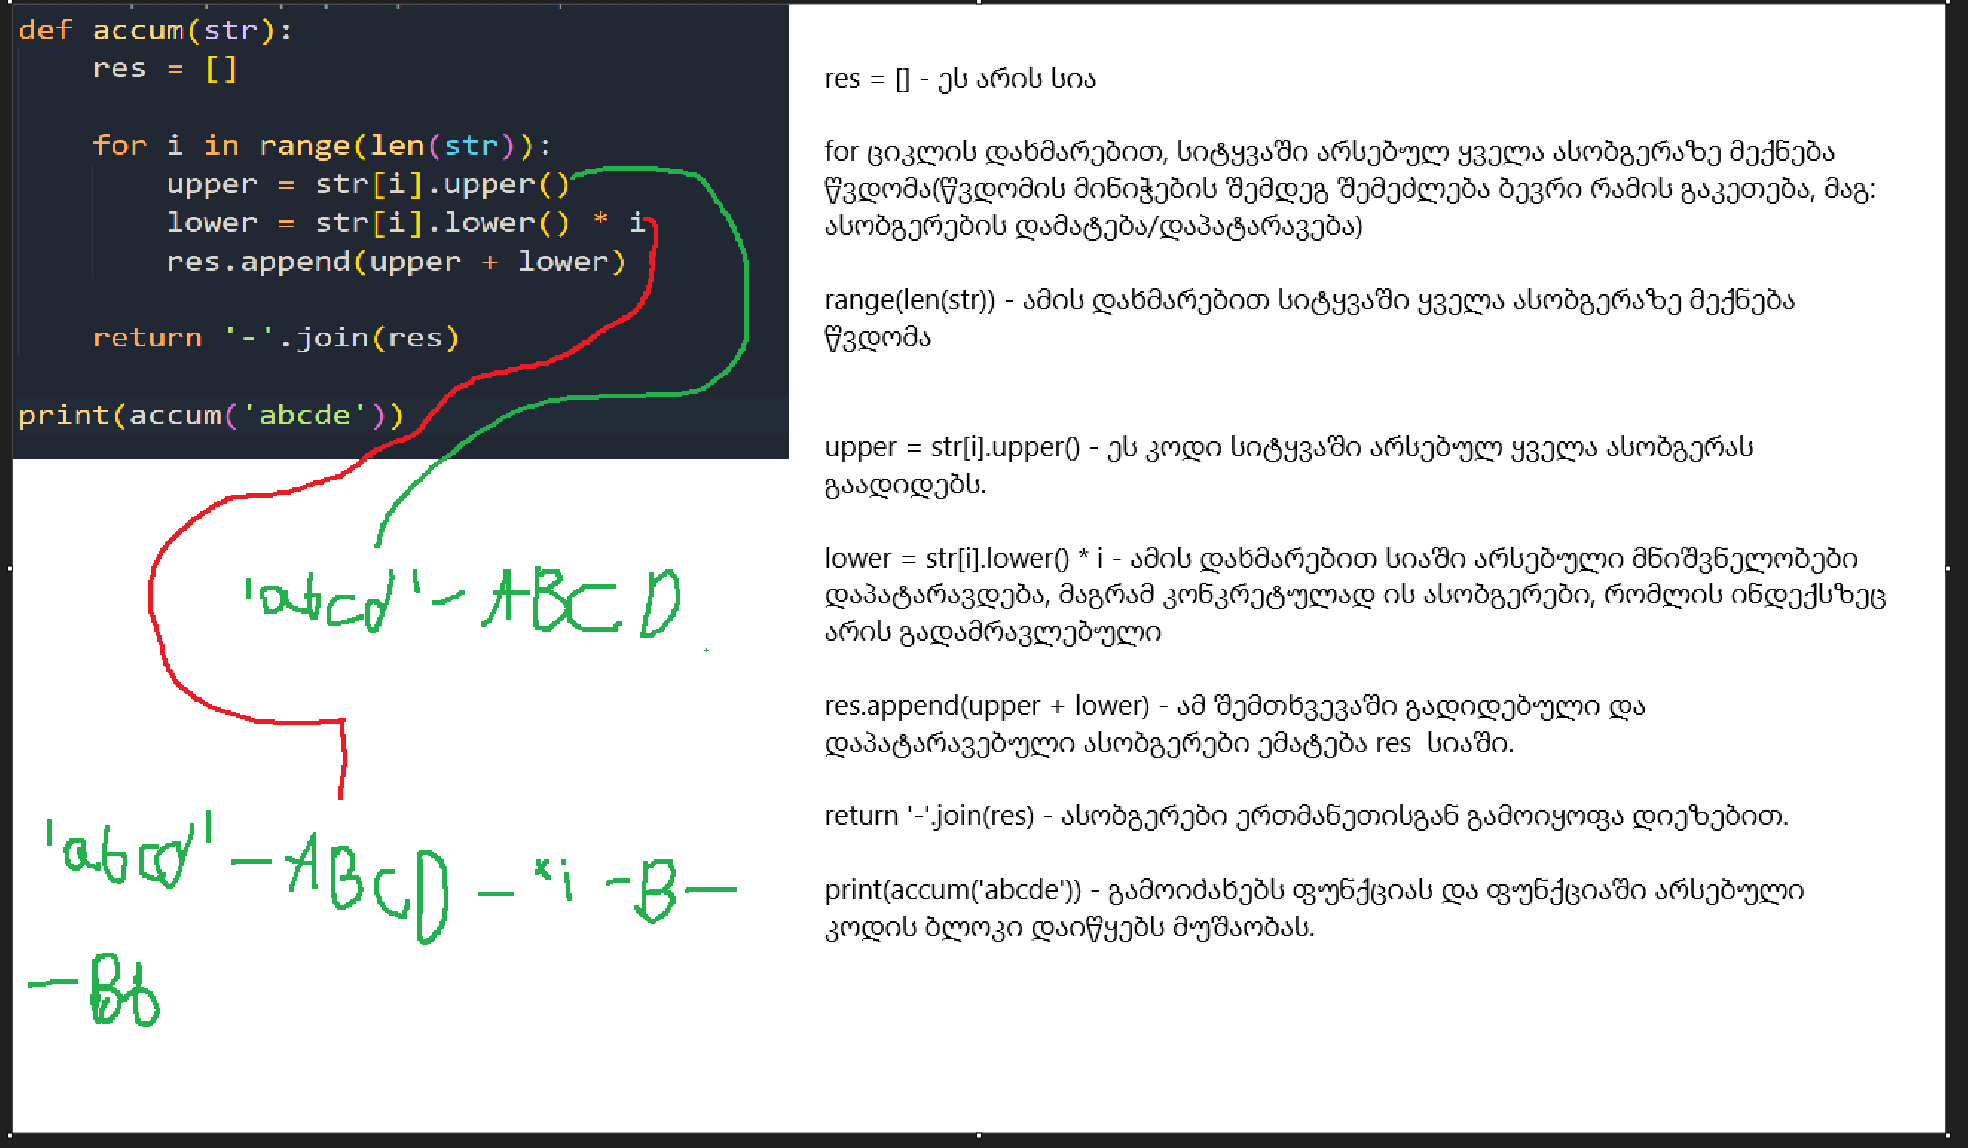 def accum(str):
res = []
for i in range(len(str)):
upper = str[i].upper()
lower = str[i].lower() * i
res.append(upper + lower)
return '-'.join(res)
print(accum('abcde'))
'abcd' - ABCD
'abcd' - ABCD - *i - B -
- Bb
res = [] - ეს არის სია
for ციკლის დახმარებით, სიტყვაში არსებულ ყველა ასობგერაზე მექნება
წვდომა(წვდომის მინიჭების შემდეგ შემეძლება ბევრი რამის გაკეთება, მაგ:
ასობგერების დამატება/დაპატარავება)
range(len(str)) - ამის დახმარებით სიტყვაში ყველა ასობგერაზე მექნება
წვდომა
upper = str[i].upper() - ეს კოდი სიტყვაში არსებულ ყველა ასობგერას
გაადიდებს.
lower = str[i].lower() * i - ამის დახმარებით სიაში არსებული მნიშვნელობები
დაპატარავდება, მაგრამ კონკრეტულად ის ასობგერები, რომლის ინდექსზეც
არის გადამრავლებული
res.append(upper + lower) - ამ შემთხვევაში გადიდებული და
დაპატარავებული ასობგერები ემატება res სიაში.
return '-'.join(res) - ასობგერები ერთმანეთისგან გამოიყოფა დიეზებით.
print(accum('abcde')) - გამოიძახებს ფუნქციას და ფუნქციაში არსებული
კოდის ბლოკი დაიწყებს მუშაობას.